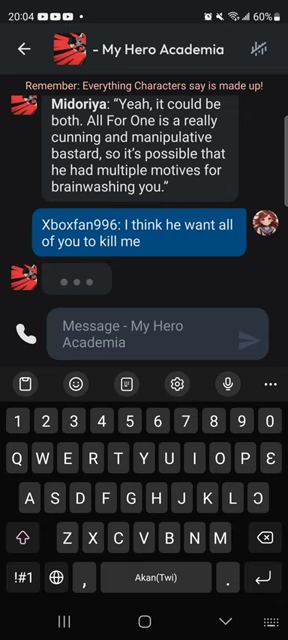 20:04
60%
- My Hero Academia
Remember: Everything Characters say is made up!
Midoriya: “Yeah, it could be
both. All For One is a really
cunning and manipulative
bastard, so it’s possible that
he had multiple motives for
brainwashing you.”
Xboxfan996: I think he want all
of you to kill me
Message - My Hero
Academia
1 2 3 4 5 6 7 8 9 0
Q W E R T Y U I O P Ɛ
A S D F G H J K L Ɔ
Z X C V B N M
!#1 , Akan(Twi) .